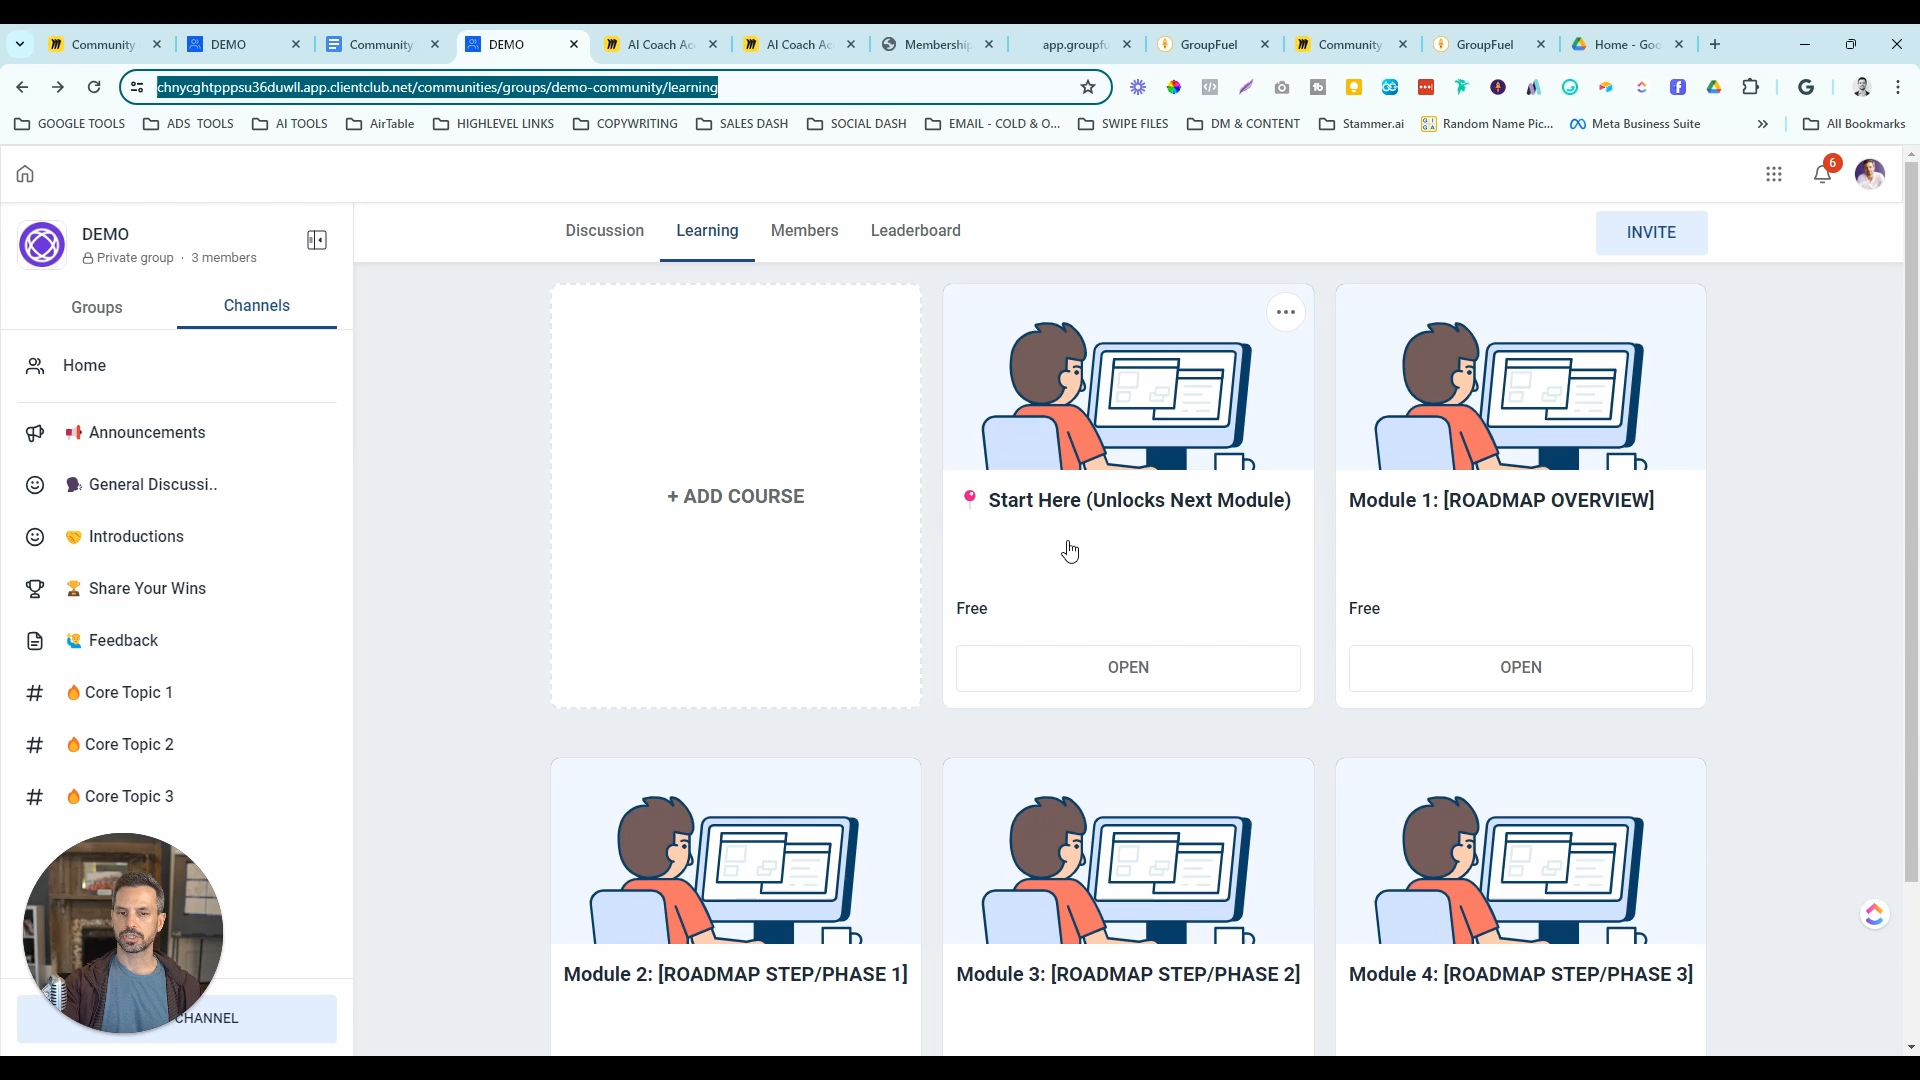 Community
DEMO
Community
DEMO
AI Coach Ac
AI Coach Ac
Membership
app.groupfu
GroupFuel
Community
GroupFuel
Home - Goo
chnycghtpppsu36duwll.app.clientclub.net/communities/groups/demo-community/learning
GOOGLE TOOLS
ADS TOOLS
AI TOOLS
AirTable
HIGHLEVEL LINKS
COPYWRITING
SALES DASH
SOCIAL DASH
EMAIL - COLD & O...
SWIPE FILES
DM & CONTENT
Stammer.ai
Random Name Pic...
Meta Business Suite
All Bookmarks
6
DEMO
Private group · 3 members
Discussion
Learning
Members
Leaderboard
INVITE
Groups
Channels
Home
Announcements
General Discussi..
Introductions
Share Your Wins
Feedback
Core Topic 1
Core Topic 2
Core Topic 3
CHANNEL
+ ADD COURSE
Start Here (Unlocks Next Module)
Free
OPEN
Module 1: [ROADMAP OVERVIEW]
Free
OPEN
Module 2: [ROADMAP STEP/PHASE 1]
Module 3: [ROADMAP STEP/PHASE 2]
Module 4: [ROADMAP STEP/PHASE 3]